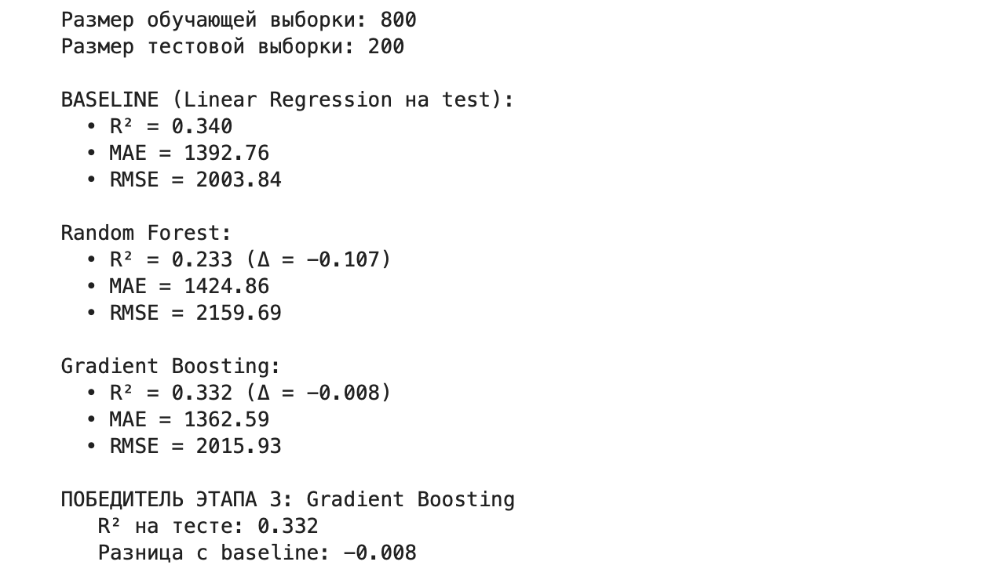 Размер обучающей выборки: 800
Размер тестовой выборки: 200
BASELINE (Linear Regression на test):
• R² = 0.340
• MAE = 1392.76
• RMSE = 2003.84
Random Forest:
• R² = 0.233 (Δ = −0.107)
• MAE = 1424.86
• RMSE = 2159.69
Gradient Boosting:
• R² = 0.332 (Δ = −0.008)
• MAE = 1362.59
• RMSE = 2015.93
ПОБЕДИТЕЛЬ ЭТАПА 3: Gradient Boosting
R² на тесте: 0.332
Разница с baseline: −0.008